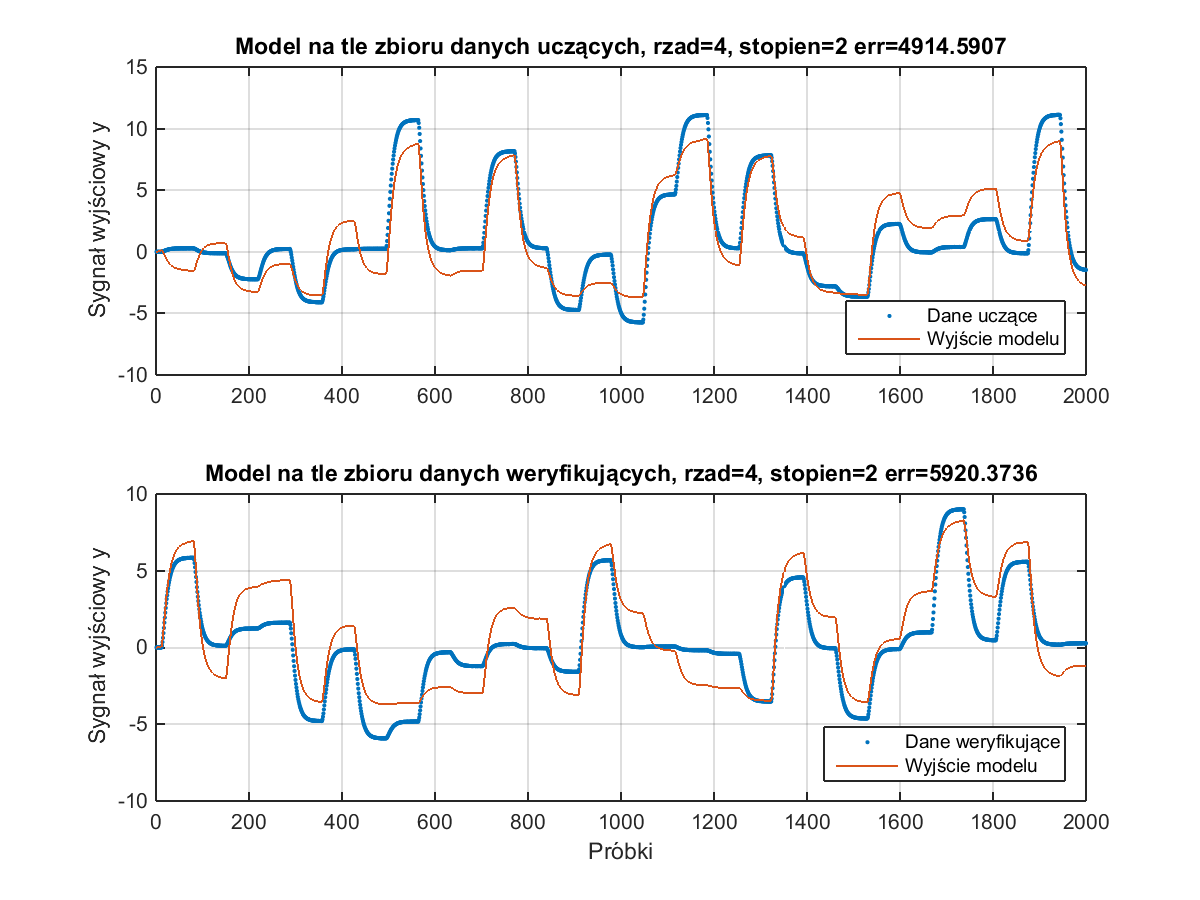 Model na tle zbioru danych uczących, rzad=4, stopien=2 err=4914.5907
15
10
5
0
-5
-10
Sygnał wyjściowy y
Dane uczące
Wyjście modelu
0 200 400 600 800 1000 1200 1400 1600 1800 2000
Model na tle zbioru danych weryfikujących, rzad=4, stopien=2 err=5920.3736
10
5
0
-5
-10
Sygnał wyjściowy y
Dane weryfikujące
Wyjście modelu
0 200 400 600 800 1000 1200 1400 1600 1800 2000
Próbki